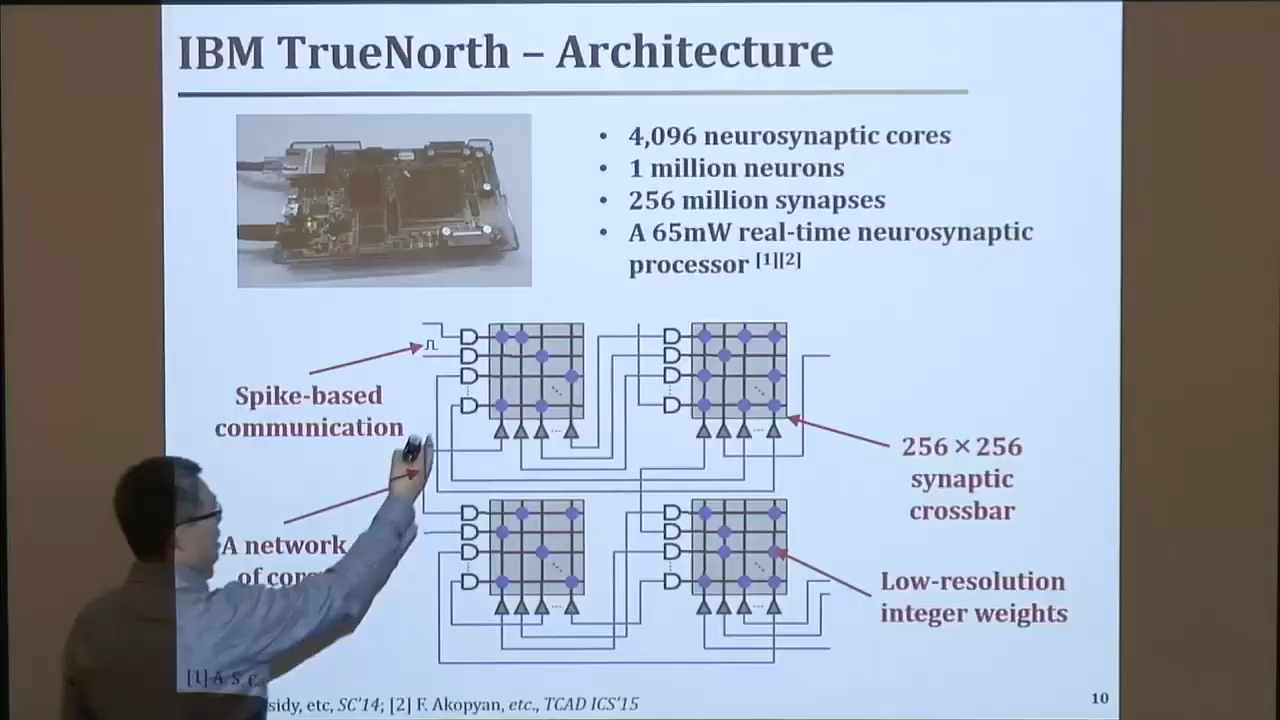 IBM TrueNorth – Architecture
• 4,096 neurosynaptic cores
• 1 million neurons
• 256 million synapses
• A 65mW real-time neurosynaptic
processor [1][2]
Spike-based
communication
256 × 256
synaptic
crossbar
A network
of
Low-resolution
integer weights
[1] A. S.
etc, SC'14; [2] F. Akopyan, etc., TCAD ICS'15
10